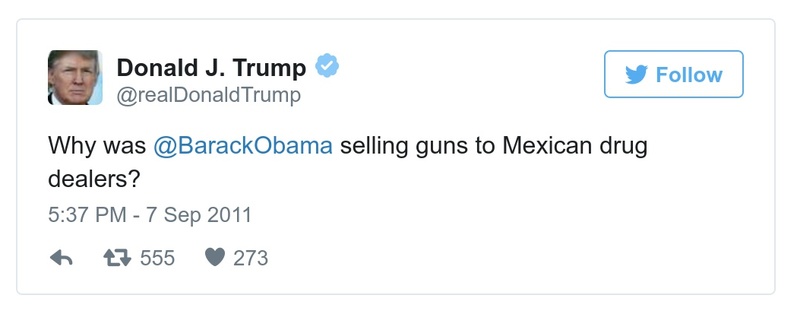 Donald J. Trump
@realDonaldTrump
Follow
Why was @BarackObama selling guns to Mexican drug
dealers?
5:37 PM - 7 Sep 2011
555 273